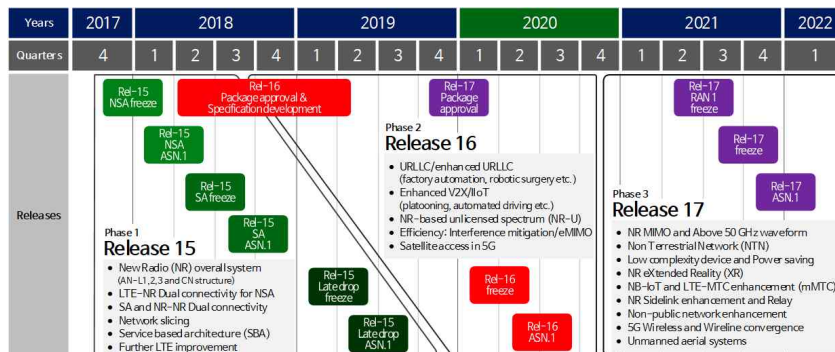 Years 2017 2018 2019 2020 2021 2022
Quarters 4 1 2 3 4 1 2 3 4 1 2 3 4 1 2 3 4 1
Releases
Rel-15
NSA freeze
Rel-16
Package approval &
Specification development
Rel-17
Package
approval
Rel-17
RAN 1
freeze
Rel-15
NSA
ASN.1
Rel-17
freeze
Rel-15
SA freeze
Rel-17
ASN.1
Rel-15
SA
ASN.1
Phase 1
Release 15
• New Radio (NR) overall system
(AN-L1,2,3 and CN structure)
• LTE-NR Dual connectivity for NSA
• SA and NR-NR Dual connectivity
• Network slicing
• Service based architecture (SBA)
• Further LTE improvement
Rel-15
Late drop
freeze
Rel-15
Late drop
ASN.1
Phase 2
Release 16
• URLLC/enhanced URLLC
(factory automation, robotic surgery etc.)
• Enhanced V2X/IIoT
(platooning, automated driving etc.)
• NR-based unlicensed spectrum (NR-U)
• Efficiency: Interference mitigation/eMIMO
• Satellite access in 5G
Rel-16
freeze
Rel-16
ASN.1
Phase 3
Release 17
• NR MIMO and Above 50 GHz waveform
• Non Terrestrial Network (NTN)
• Low complexity device and Power saving
• NR eXtended Reality (XR)
• NB-IoT and LTE-MTC enhancement (mMTC)
• NR Sidelink enhancement and Relay
• Non-public network enhancement
• 5G Wireless and Wireline convergence
• Unmanned aerial systems